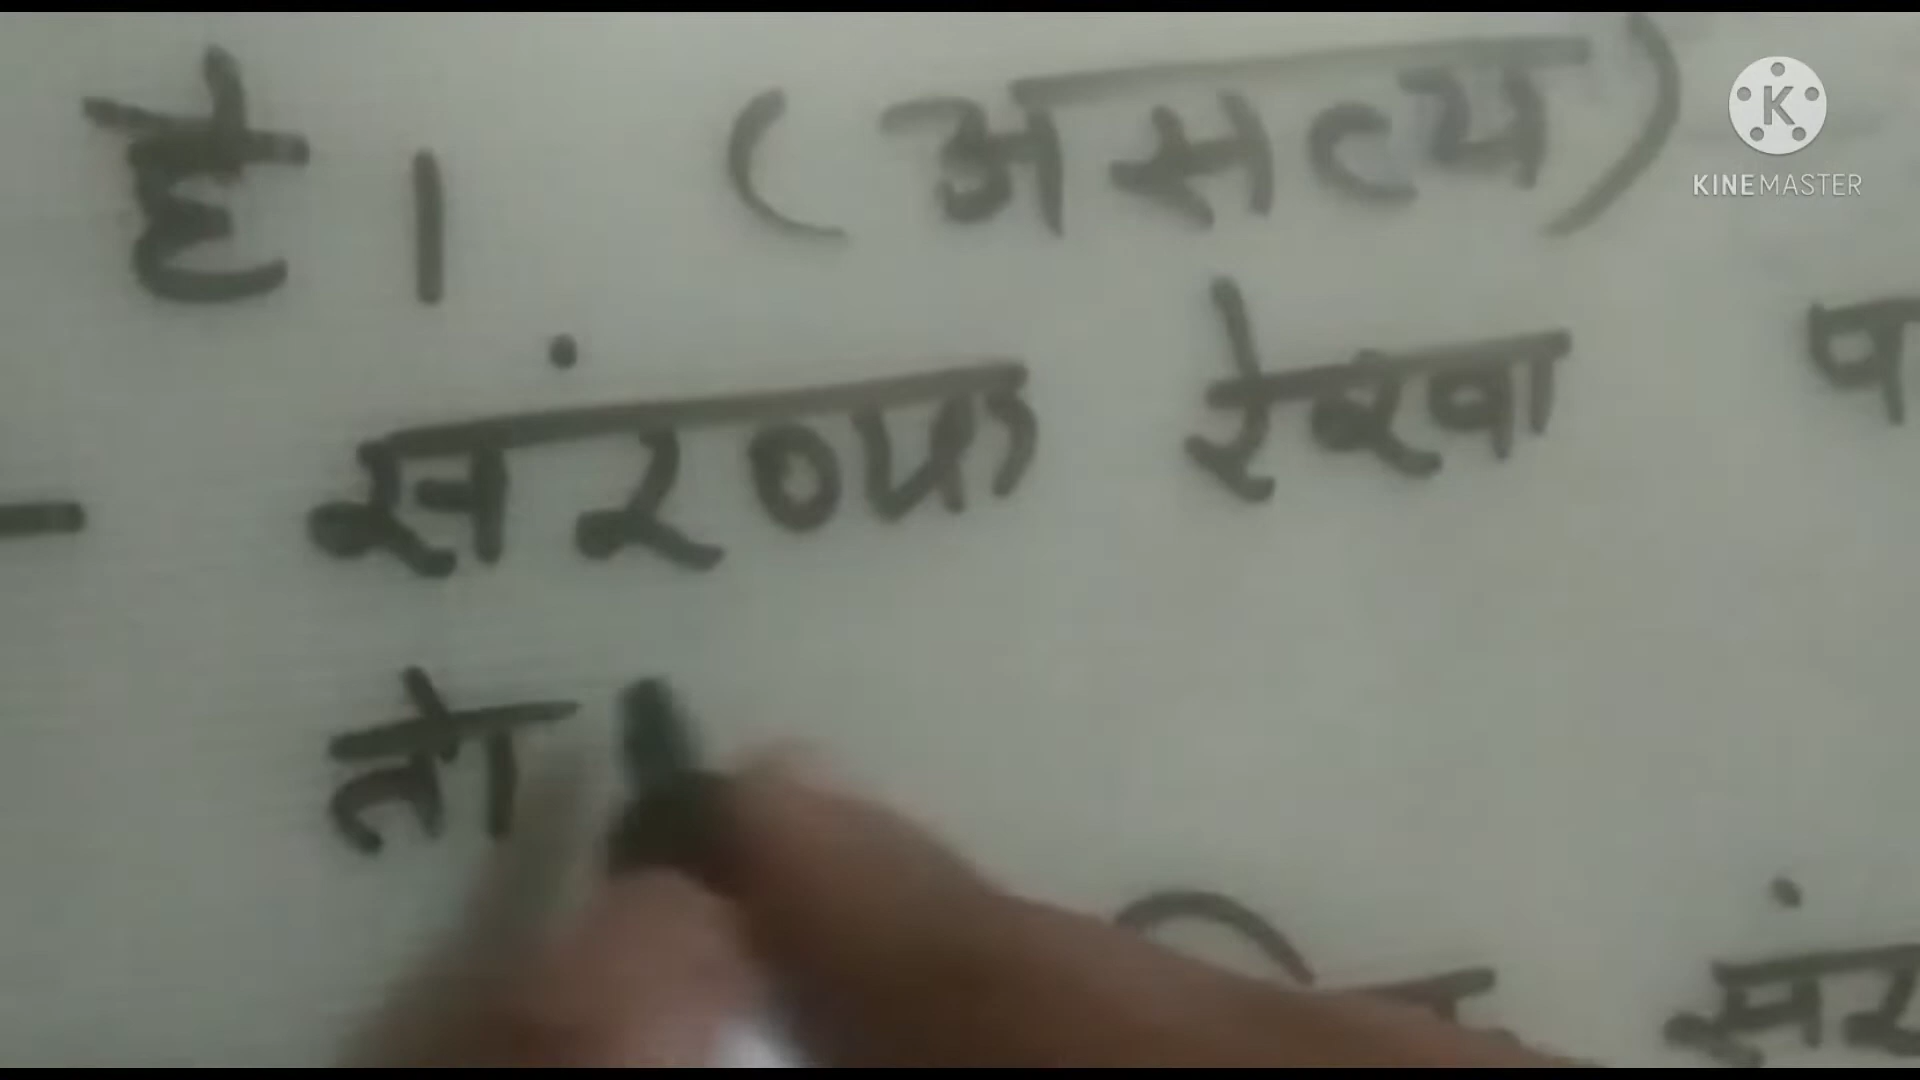 KINEMASTER
है। (असत्य)
- संख्या रेखा
तो